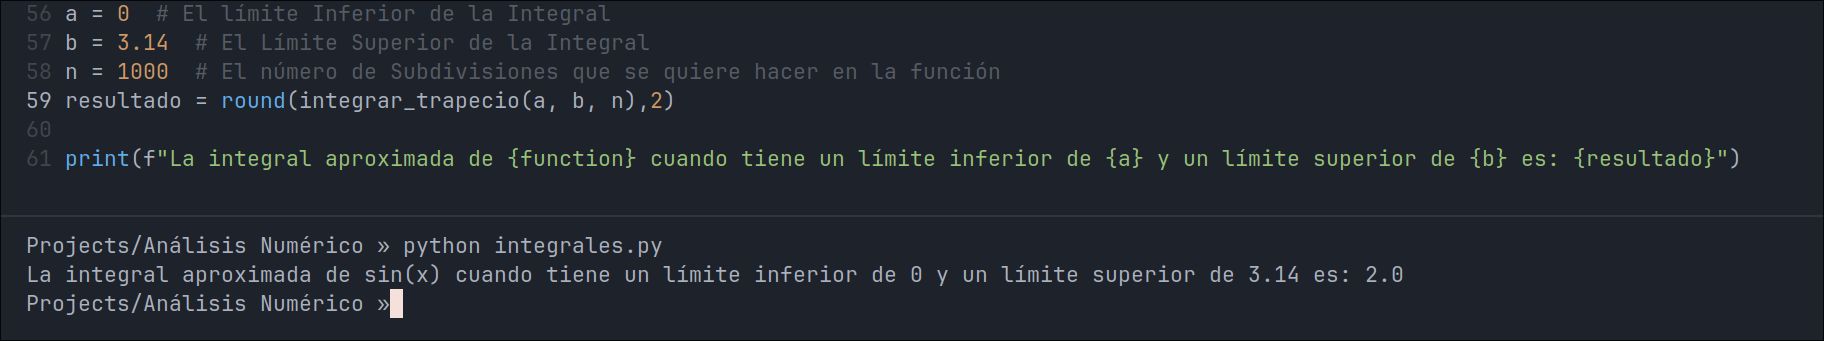 56 a = 0  # El límite Inferior de la Integral
57 b = 3.14  # El Límite Superior de la Integral
58 n = 1000  # El número de Subdivisiones que se quiere hacer en la función
59 resultado = round(integrar_trapecio(a, b, n),2)
60
61 print(f"La integral aproximada de {function} cuando tiene un límite inferior de {a} y un límite superior de {b} es: {resultado}")
Projects/Análisis Numérico » python integrales.py
La integral aproximada de sin(x) cuando tiene un límite inferior de 0 y un límite superior de 3.14 es: 2.0
Projects/Análisis Numérico »